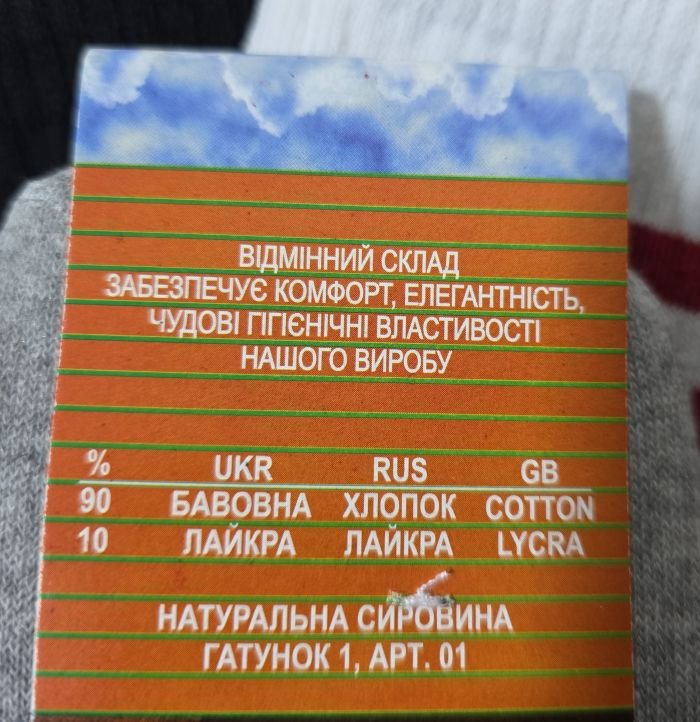 ВІДМІННИЙ СКЛАД
ЗАБЕЗПЕЧУЄ КОМФОРТ, ЕЛЕГАНТНІСТЬ,
ЧУДОВІ ГІГІЄНІЧНІ ВЛАСТИВОСТІ
НАШОГО ВИРОБУ
% UKR RUS GB
90 БАВОВНА ХЛОПОК COTTON
10 ЛАЙКРА ЛАЙКРА LYCRA
НАТУРАЛЬНА СИРОВИНА
ГАТУНОК 1, АРТ. 01